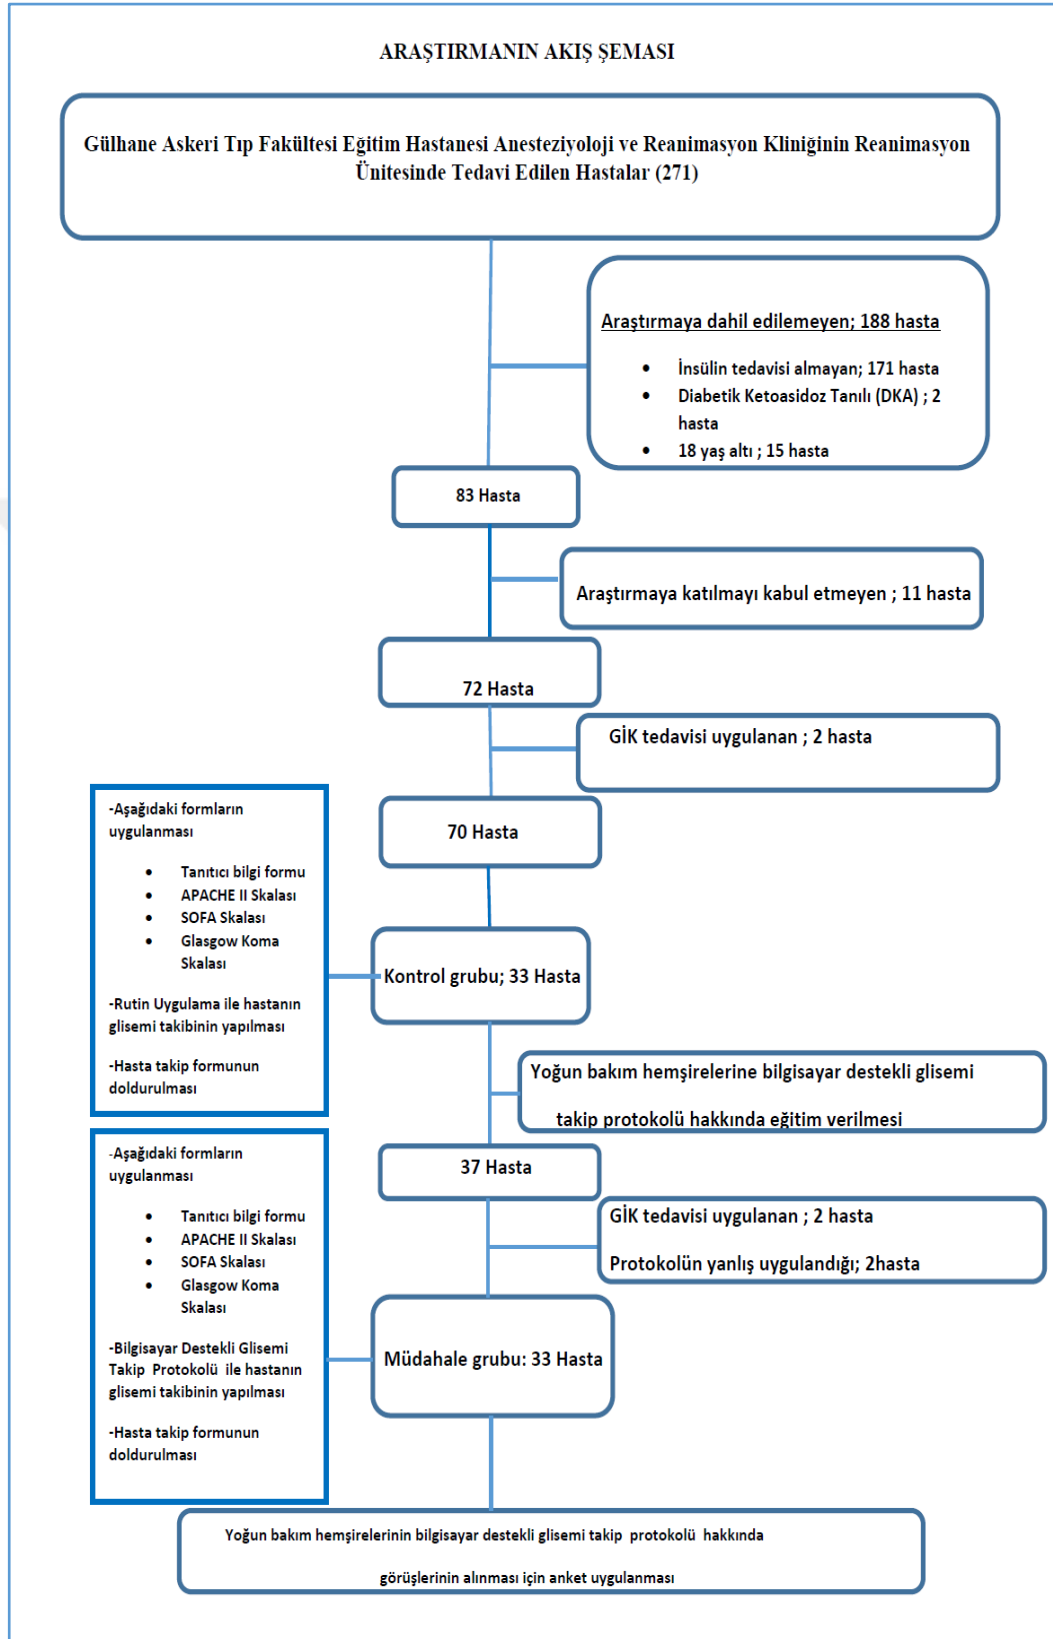 ARAŞTIRMANIN AKIŞ ŞEMASI
Gülhane Askeri Tıp Fakültesi Eğitim Hastanesi Anesteziyoloji ve Reanimasyon Kliniğinin Reanimasyon
Ünitesinde Tedavi Edilen Hastalar (271)
Araştırmaya dahil edilemeyen; 188 hasta
• İnsülin tedavisi almayan; 171 hasta
• Diabetik Ketoasidoz Tanılı (DKA) ; 2
hasta
• 18 yaş altı ; 15 hasta
83 Hasta
Araştırmaya katılmayı kabul etmeyen ; 11 hasta
72 Hasta
GİK tedavisi uygulanan ; 2 hasta
70 Hasta
-Aşağıdaki formların
uygulanması
• Tanıtıcı bilgi formu
• APACHE II Skalası
• SOFA Skalası
• Glasgow Koma
Skalası
-Rutin Uygulama ile hastanın
glisemi takibinin yapılması
-Hasta takip formunun
doldurulması
Kontrol grubu; 33 Hasta
Yoğun bakım hemşirelerine bilgisayar destekli glisemi
takip protokolü hakkında eğitim verilmesi
37 Hasta
GİK tedavisi uygulanan ; 2 hasta
Protokolün yanlış uygulandığı; 2hasta
-Aşağıdaki formların
uygulanması
• Tanıtıcı bilgi formu
• APACHE II Skalası
• SOFA Skalası
• Glasgow Koma
Skalası
-Bilgisayar Destekli Glisemi
Takip Protokolü ile hastanın
glisemi takibinin yapılması
-Hasta takip formunun
doldurulması
Müdahale grubu: 33 Hasta
Yoğun bakım hemşirelerinin bilgisayar destekli glisemi takip protokolü hakkında
görüşlerinin alınması için anket uygulanması